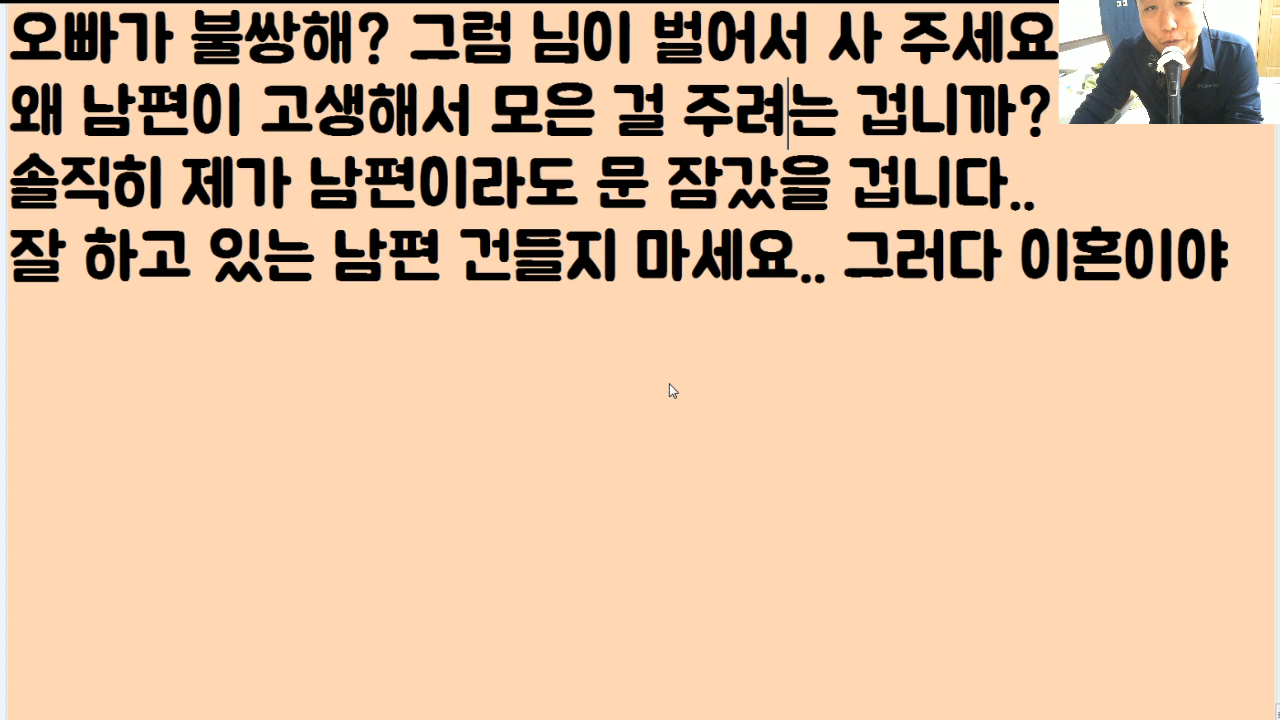 오빠가 불쌍해? 그럼 님이 벌어서 사 주세요
왜 남편이 고생해서 모은 걸 주려는 겁니까?
솔직히 제가 남편이라도 문 잠갔을 겁니다..
잘 하고 있는 남편 건들지 마세요.. 그러다 이혼이야